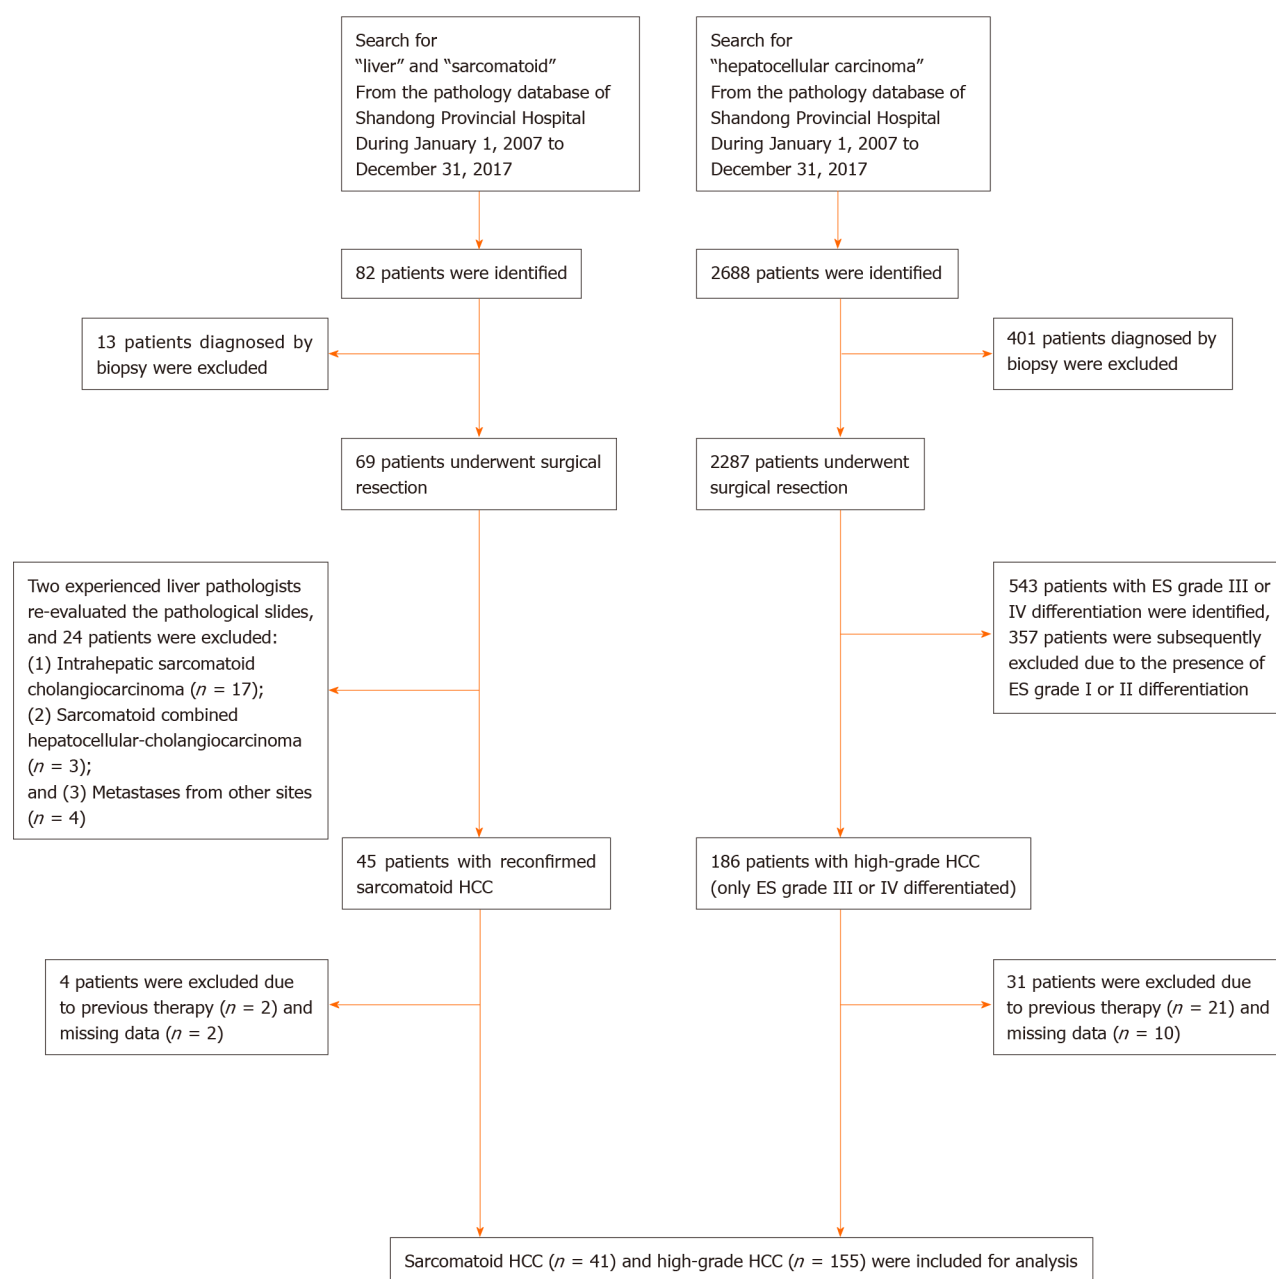 Search for
“liver” and “sarcomatoid”
From the pathology database of
Shandong Provincial Hospital
During January 1, 2007 to
December 31, 2017
Search for
“hepatocellular carcinoma”
From the pathology database of
Shandong Provincial Hospital
During January 1, 2007 to
December 31, 2017
82 patients were identified
2688 patients were identified
13 patients diagnosed by
biopsy were excluded
401 patients diagnosed by
biopsy were excluded
69 patients underwent surgical
resection
2287 patients underwent
surgical resection
Two experienced liver pathologists
re-evaluated the pathological slides,
and 24 patients were excluded:
(1) Intrahepatic sarcomatoid
cholangiocarcinoma (n = 17);
(2) Sarcomatoid combined
hepatocellular-cholangiocarcinoma
(n = 3);
and (3) Metastases from other sites
(n = 4)
543 patients with ES grade III or
IV differentiation were identified,
357 patients were subsequently
excluded due to the presence of
ES grade I or II differentiation
45 patients with reconfirmed
sarcomatoid HCC
186 patients with high-grade HCC
(only ES grade III or IV differentiated)
4 patients were excluded due
to previous therapy (n = 2) and
missing data (n = 2)
31 patients were excluded due
to previous therapy (n = 21) and
missing data (n = 10)
Sarcomatoid HCC (n = 41) and high-grade HCC (n = 155) were included for analysis